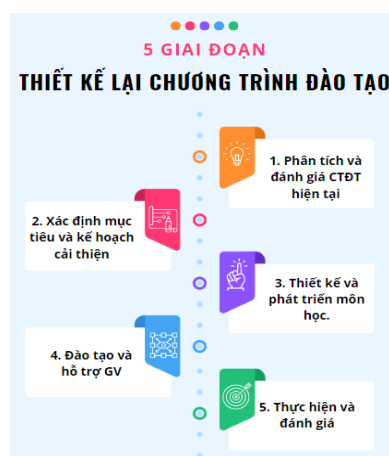 5 GIAI ĐOẠN
THIẾT KẾ LẠI CHƯƠNG TRÌNH ĐÀO TẠO
1. Phân tích và
đánh giá CTĐT
hiện tại
2. Xác định mục
tiêu và kế hoạch
cải thiện
3. Thiết kế và
phát triển môn
học.
4. Đào tạo và
hỗ trợ GV
5. Thực hiện và
đánh giá